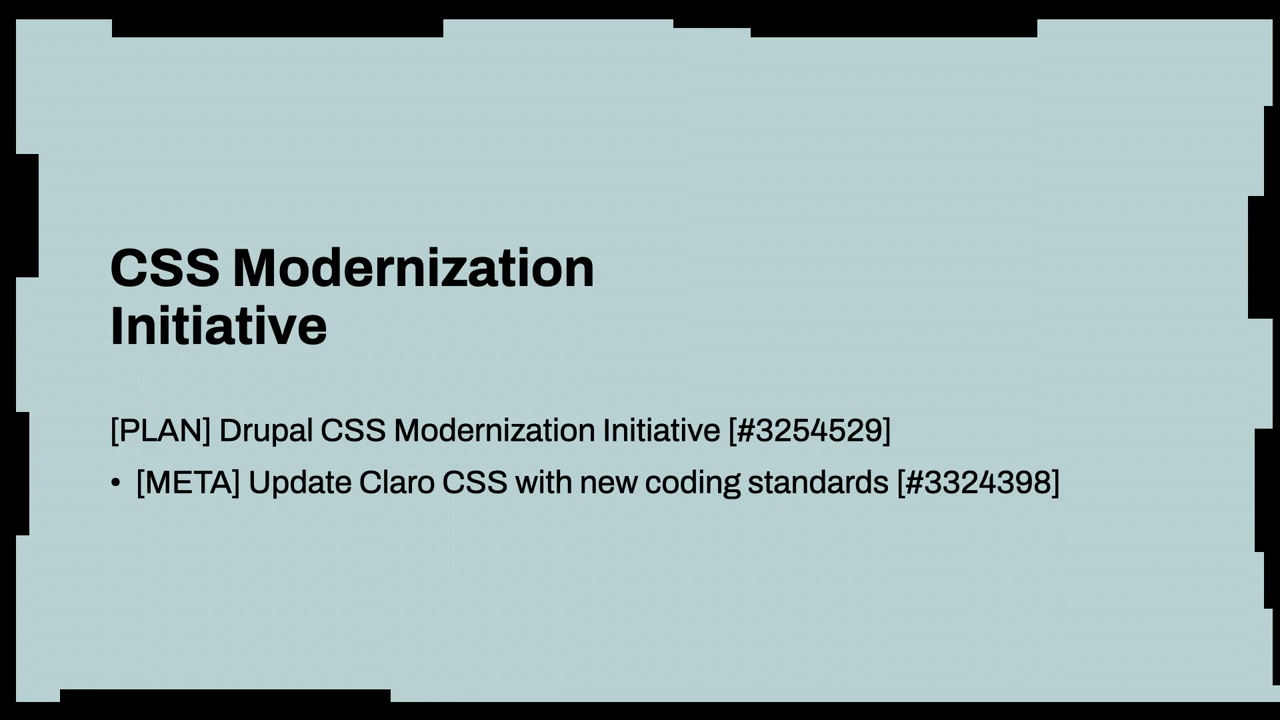 CSS Modernization
Initiative
[PLAN] Drupal CSS Modernization Initiative [#3254529]
• [META] Update Claro CSS with new coding standards [#3324398]